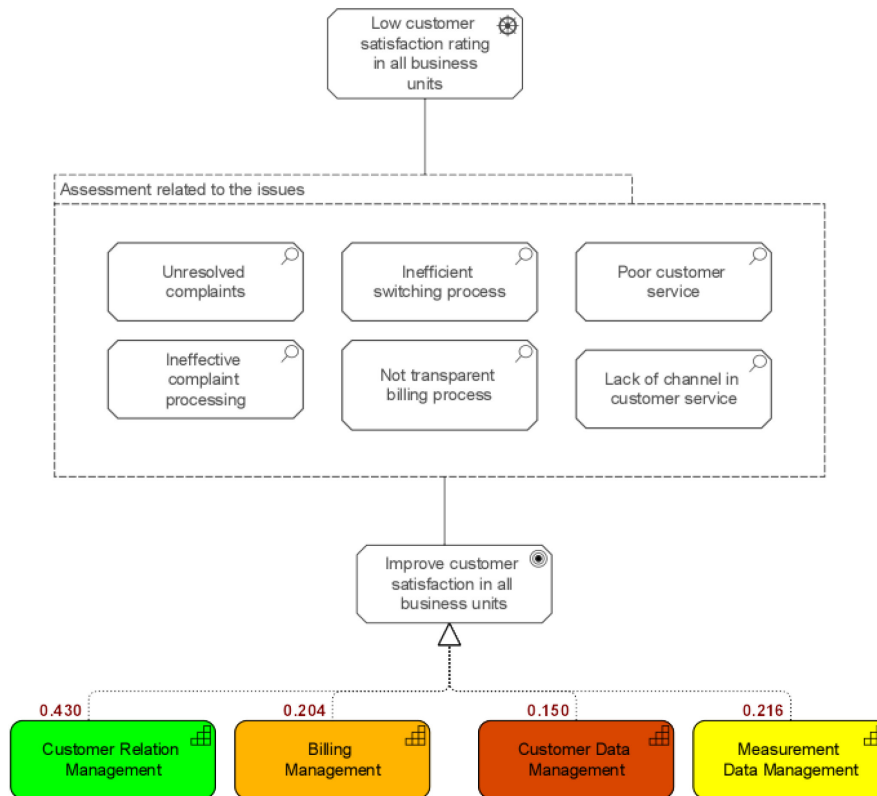 Low customer
satisfaction rating
in all business
units
Assessment related to the issues
Unresolved
complaints
Inefficient
switching process
Poor customer
service
Ineffective
complaint
processing
Not transparent
billing process
Lack of channel in
customer service
Improve customer
satisfaction in all
business units
0.430
0.204
0.150
0.216
Customer Relation
Management
Billing
Management
Customer Data
Management
Measurement
Data Management